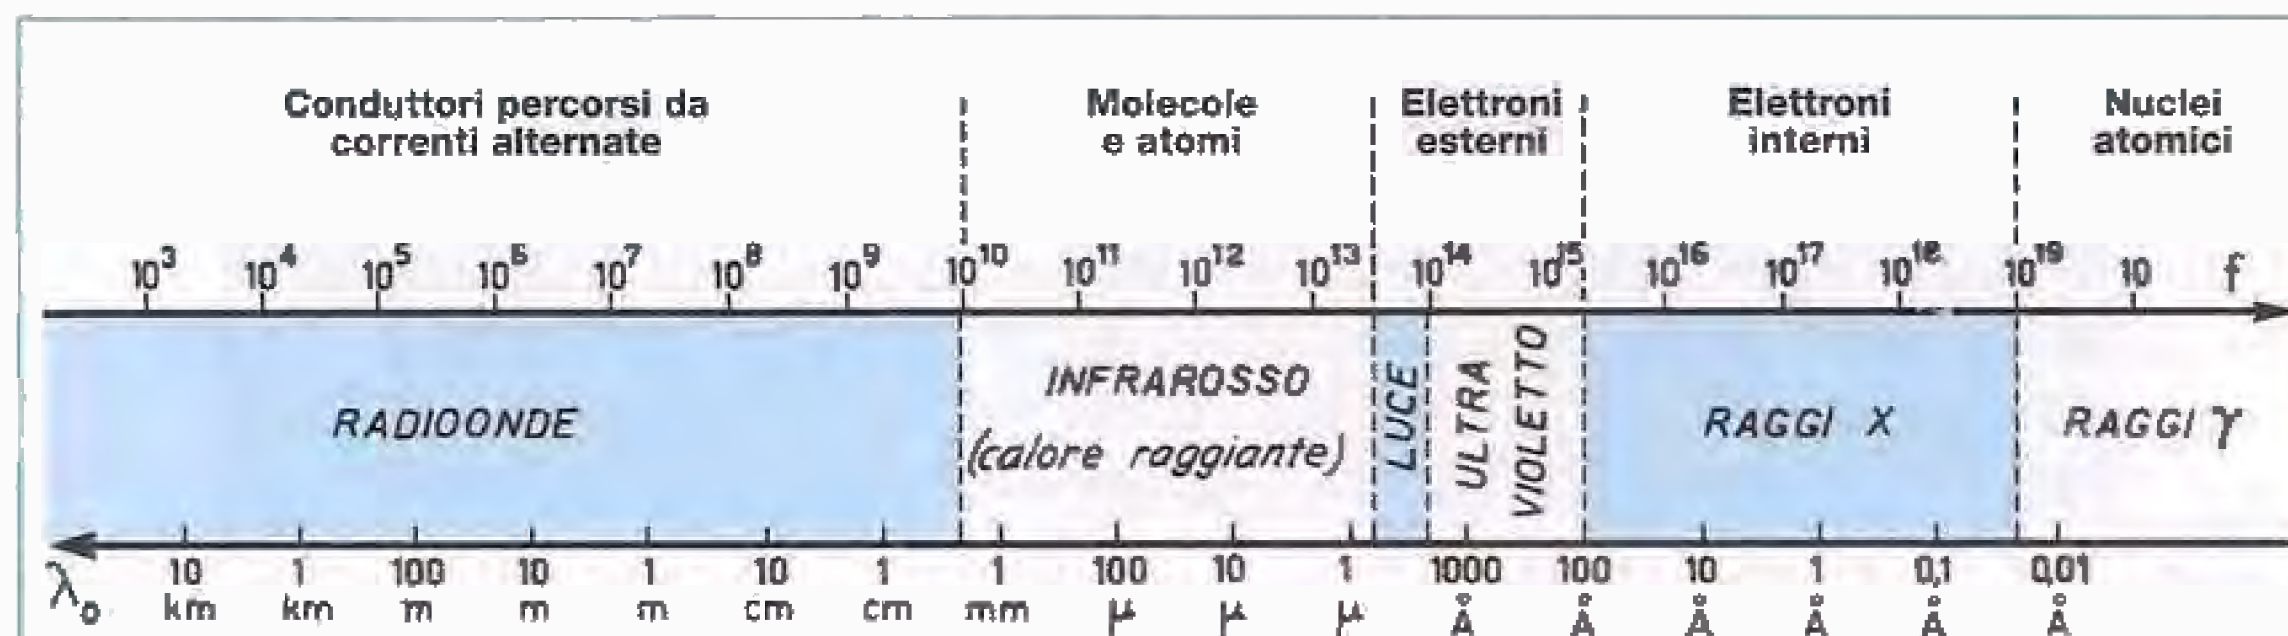 Conduttori percorsi da
correnti alternate
Molecole
e atomi
Elettroni
esterni
Elettroni
interni
Nuclei
atomici
10³ 10⁴ 10⁵ 10⁶ 10⁷ 10⁸ 10⁹ 10¹⁰ 10¹¹ 10¹² 10¹³ 10¹⁴ 10¹⁵ 10¹⁶ 10¹⁷ 10¹⁸ 10¹⁹ 10 f
RADIOONDE
INFRAROSSO
(calore raggiante)
LUCE
ULTRA
VIOLETTO
RAGGI X
RAGGI γ
λ₀ 10 1 100 10 1 10 1 1 100 10 1 1000 100 10 1 0,1 0,01
km km m m m cm cm mm μ μ μ Å Å Å Å Å Å